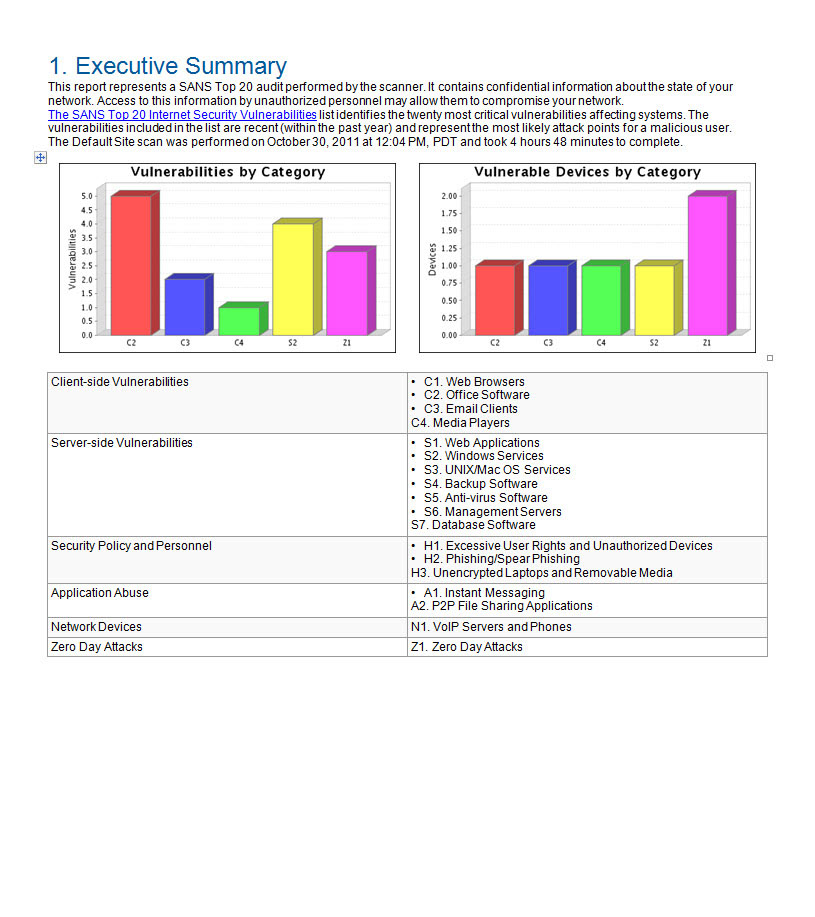 1. Executive Summary
This report represents a SANS Top 20 audit performed by the scanner. It contains confidential information about the state of your
network. Access to this information by unauthorized personnel may allow them to compromise your network.
The SANS Top 20 Internet Security Vulnerabilities list identifies the twenty most critical vulnerabilities affecting systems. The
vulnerabilities included in the list are recent (within the past year) and represent the most likely attack points for a malicious user.
The Default Site scan was performed on October 30, 2011 at 12:04 PM, PDT and took 4 hours 48 minutes to complete.
Vulnerabilities by Category
Vulnerabilities
5.0
4.5
4.0
3.5
3.0
2.5
2.0
1.5
1.0
0.5
0.0
C2 C3 C4 S2 Z1
Vulnerable Devices by Category
Devices
2.00
1.75
1.50
1.25
1.00
0.75
0.50
0.25
0.00
C2 C3 C4 S2 Z1
Client-side Vulnerabilities
• C1. Web Browsers
• C2. Office Software
• C3. Email Clients
C4. Media Players
Server-side Vulnerabilities
• S1. Web Applications
• S2. Windows Services
• S3. UNIX/Mac OS Services
• S4. Backup Software
• S5. Anti-virus Software
• S6. Management Servers
S7. Database Software
Security Policy and Personnel
• H1. Excessive User Rights and Unauthorized Devices
• H2. Phishing/Spear Phishing
H3. Unencrypted Laptops and Removable Media
Application Abuse
• A1. Instant Messaging
A2. P2P File Sharing Applications
Network Devices
N1. VoIP Servers and Phones
Zero Day Attacks
Z1. Zero Day Attacks